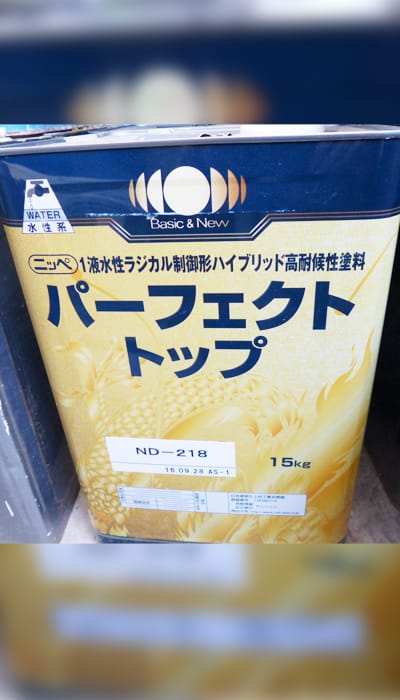 Basic & New
WATER
水性系
ニッペ 1液水性ラジカル制御形ハイブリッド高耐候性塗料
パーフェクト
トップ
ND-218
16.09.28 AS-1
15kg